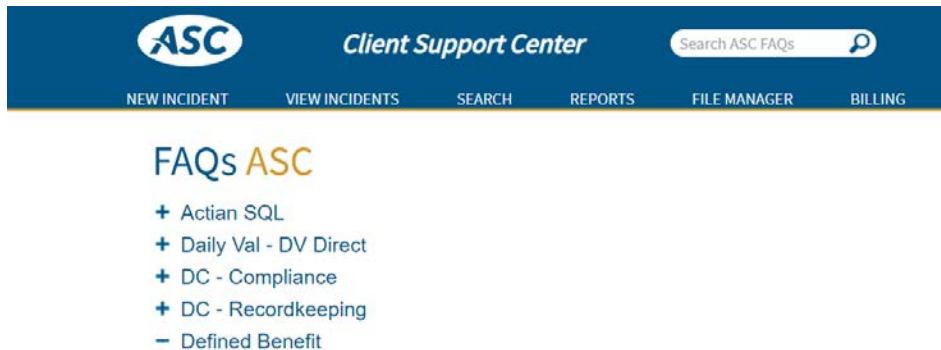 ASC Client Support Center Search ASC FAQs
NEW INCIDENT VIEW INCIDENTS SEARCH REPORTS FILE MANAGER BILLING
FAQs ASC
+ Actian SQL
+ Daily Val - DV Direct
+ DC - Compliance
+ DC - Recordkeeping
− Defined Benefit